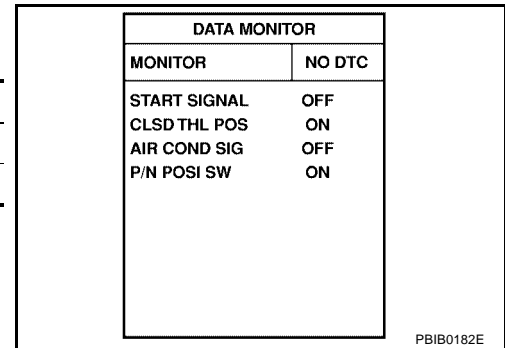 DATA MONITOR
MONITOR NO DTC
START SIGNAL OFF
CLSD THL POS ON
AIR COND SIG OFF
P/N POSI SW ON
PBIB0182E